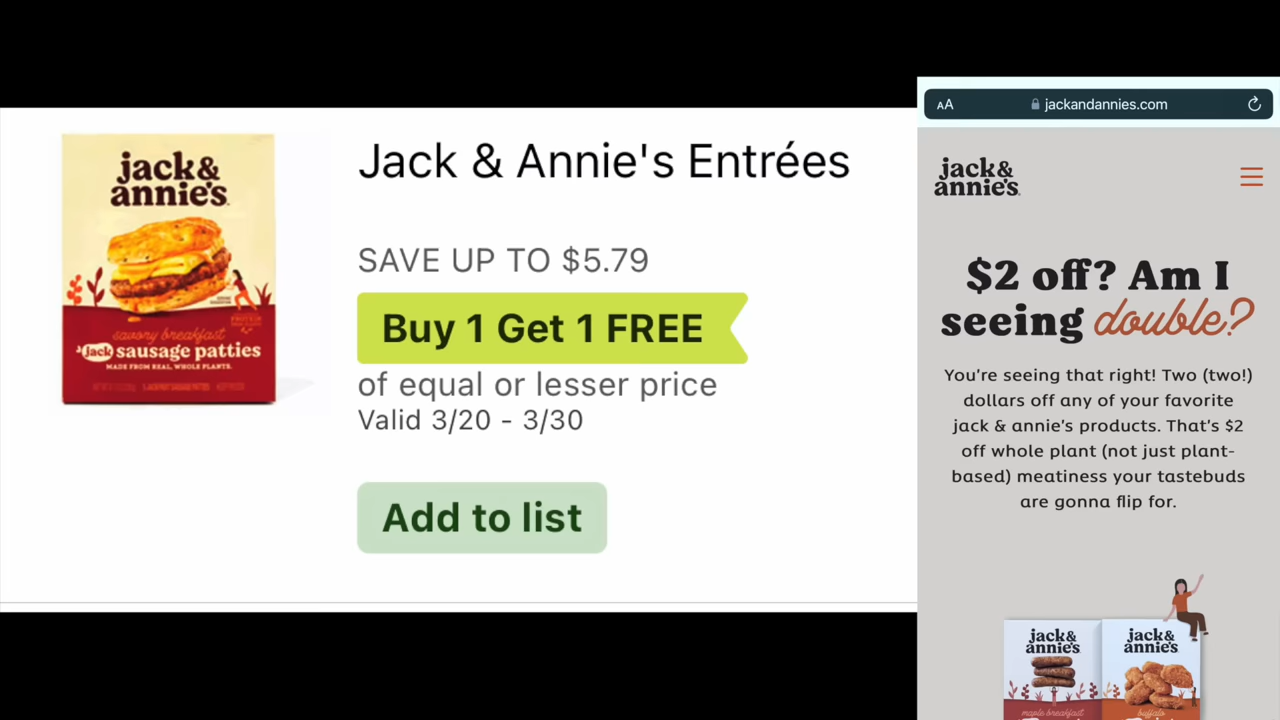 jack&
annie's
savory breakfast
jack sausage patties
MADE FROM REAL, WHOLE PLANTS.
Jack & Annie's Entrées
SAVE UP TO $5.79
Buy 1 Get 1 FREE
of equal or lesser price
Valid 3/20 - 3/30
Add to list
AA jackandannies.com
jack&
annie's
$2 off? Am I
seeing double?
You're seeing that right! Two (two!)
dollars off any of your favorite
jack & annie's products. That's $2
off whole plant (not just plant-
based) meatiness your tastebuds
are gonna flip for.
jack&
annie's
maple breakfast
jack&
annie's
buffalo